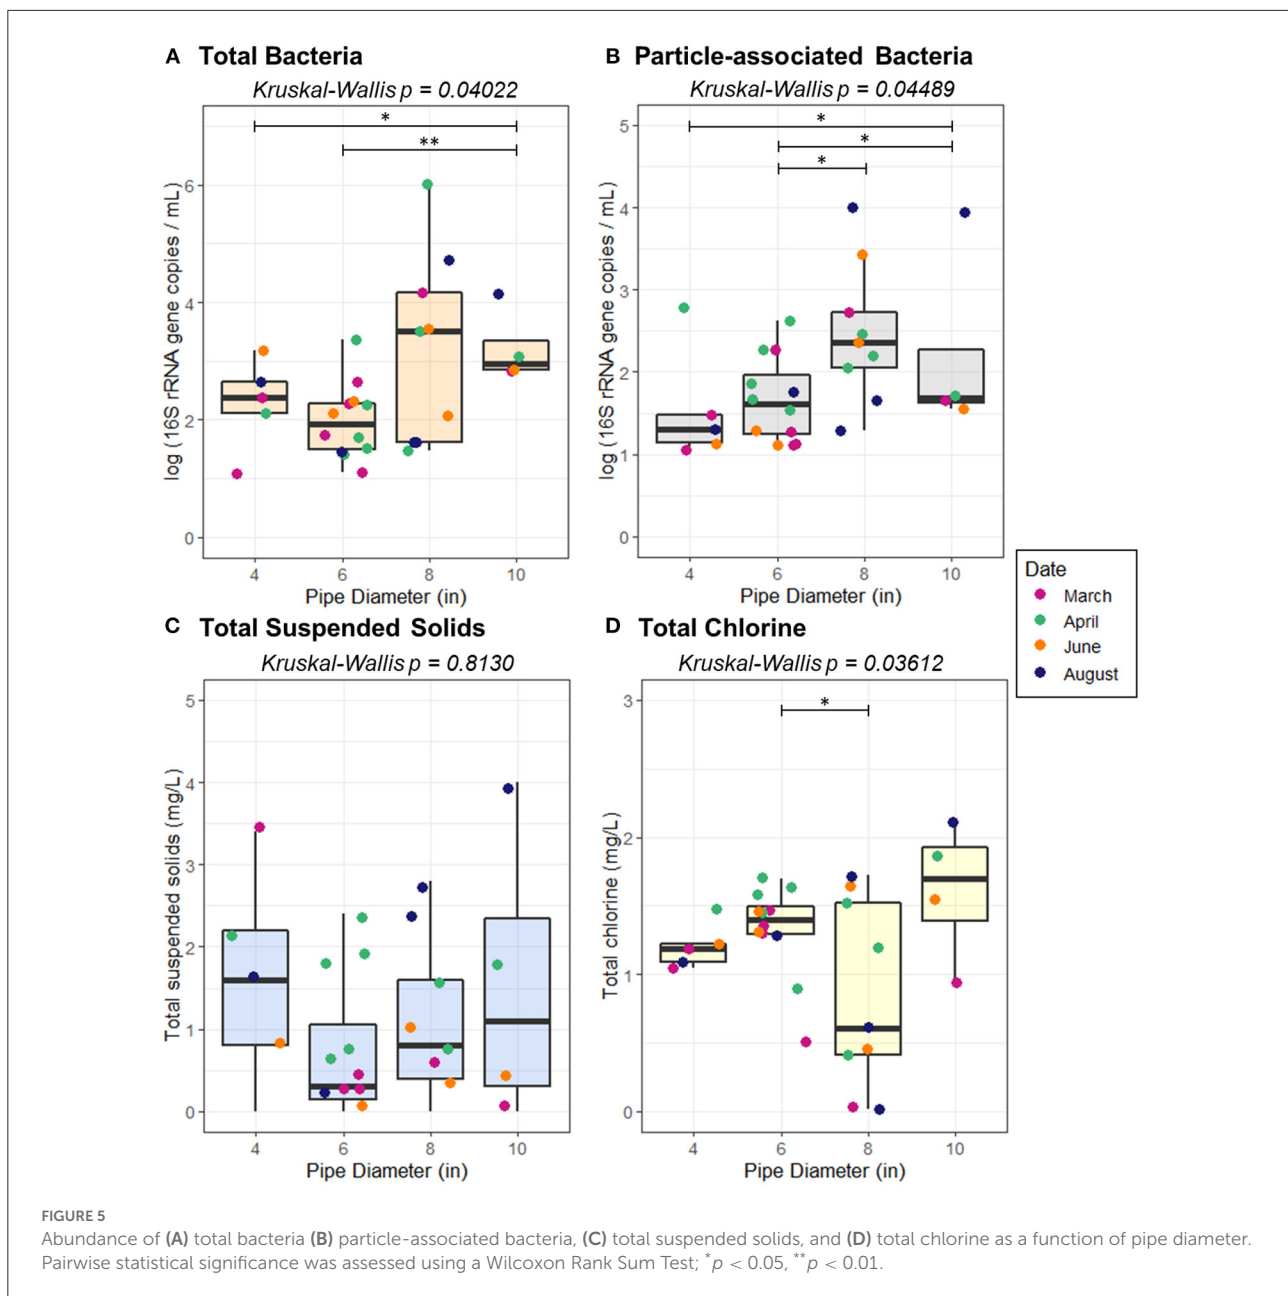 A Total Bacteria
Kruskal-Wallis p = 0.04022
*
**
log (16S rRNA gene copies / mL)
6
4
2
0
4 6 8 10
Pipe Diameter (in)
B Particle-associated Bacteria
Kruskal-Wallis p = 0.04489
*
*
*
log (16S rRNA gene copies / mL)
5
4
3
2
1
0
4 6 8 10
Pipe Diameter (in)
Date
March
April
June
August
C Total Suspended Solids
Kruskal-Wallis p = 0.8130
Total suspended solids (mg/L)
5
4
3
2
1
0
4 6 8 10
Pipe Diameter (in)
D Total Chlorine
Kruskal-Wallis p = 0.03612
*
Total chlorine (mg/L)
3
2
1
0
4 6 8 10
Pipe Diameter (in)
FIGURE 5
Abundance of (A) total bacteria (B) particle-associated bacteria, (C) total suspended solids, and (D) total chlorine as a function of pipe diameter.
Pairwise statistical significance was assessed using a Wilcoxon Rank Sum Test; *p < 0.05, **p < 0.01.